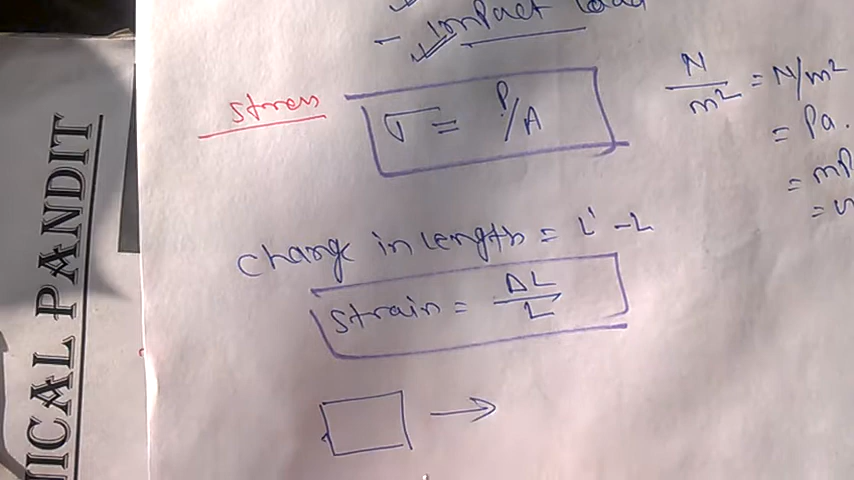 - Impact load
stress
σ = P/A
N/m² = N/m²
= Pa.
change in length = L' - L
strain = ΔL/L
ICAL PANDIT